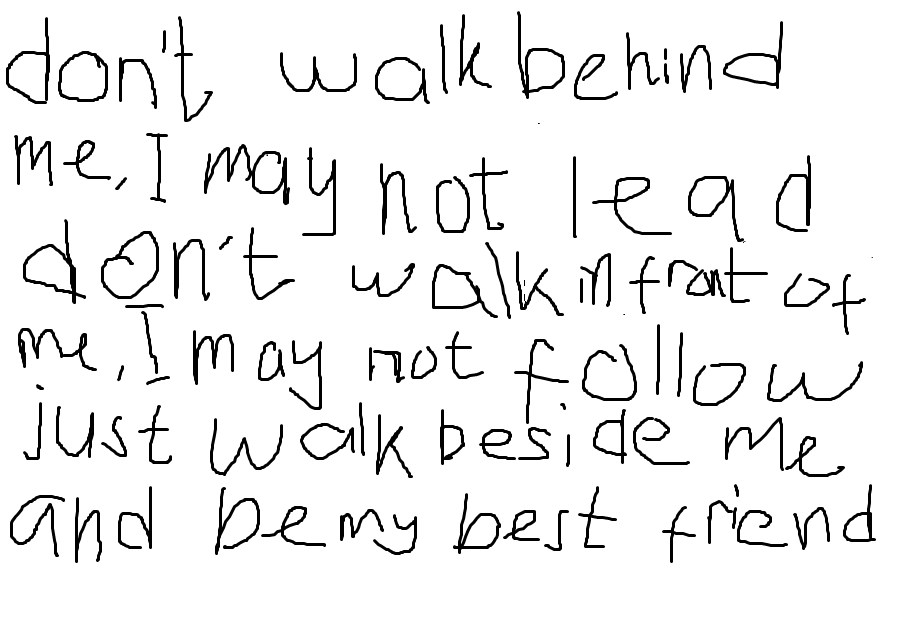 don't walk behind
me, I may not lead
don't walk in front of
me, I may not follow
just walk beside me
and be my best friend